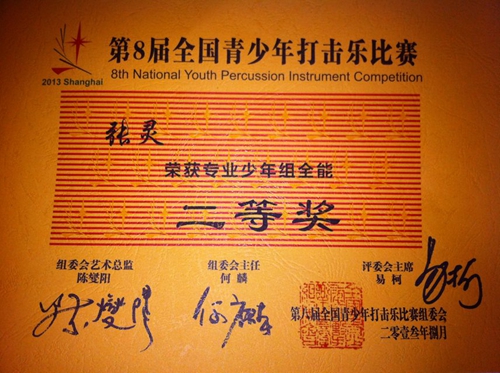 第8届全国青少年打击乐比赛
8th National Youth Percussion Instrument Competition
2013 Shanghai
张灵
荣获专业少年组全能
二等奖
组委会艺术总监
陈燮阳
组委会主任
何麟
评委会主席
易柯
第八届全国青少年打击乐比赛组委会
二零壹叁年捌月